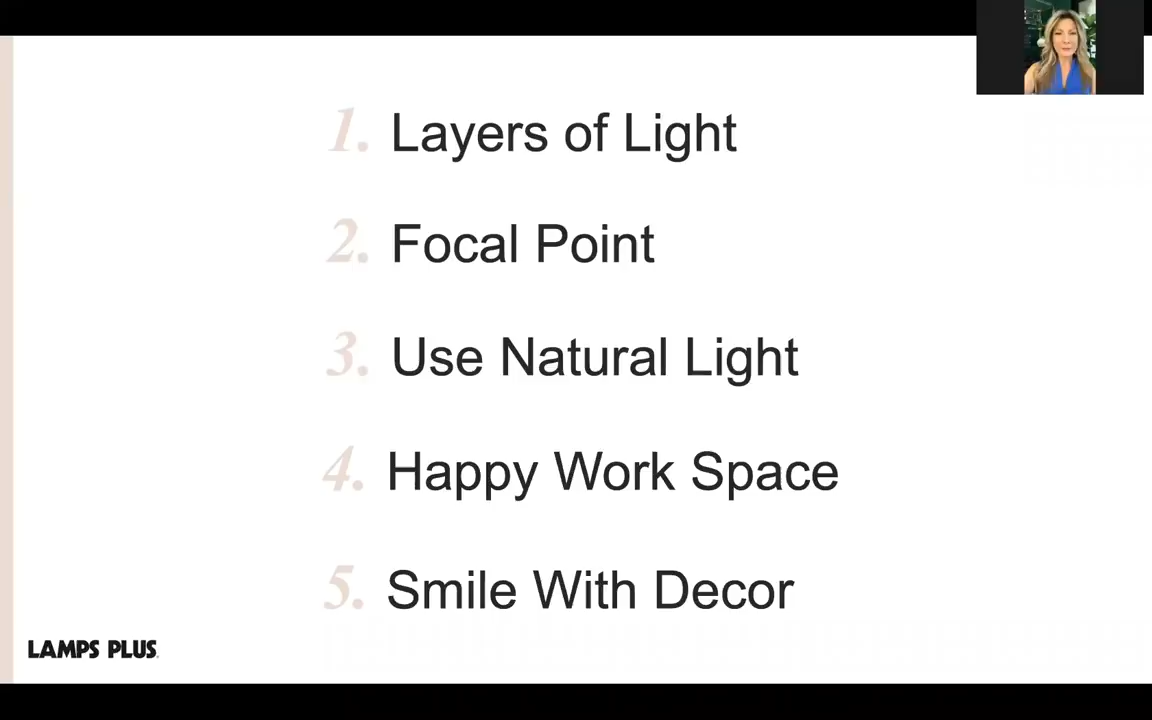 1. Layers of Light
2. Focal Point
3. Use Natural Light
4. Happy Work Space
5. Smile With Decor
LAMPS PLUS.